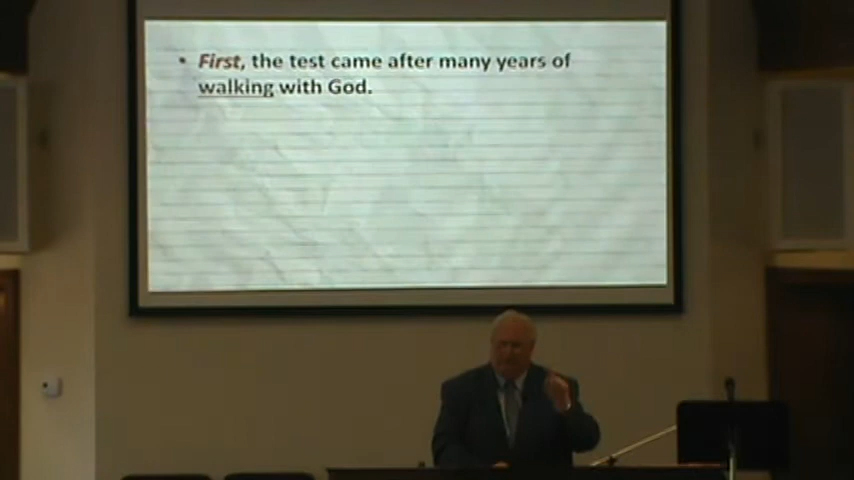 • First, the test came after many years of
walking with God.